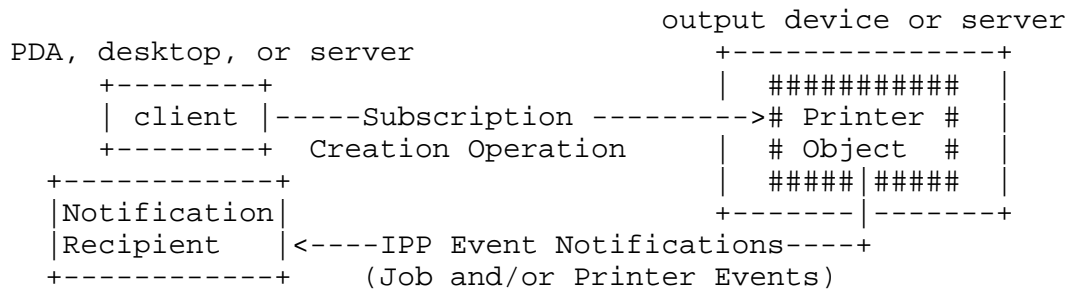 output device or server
PDA, desktop, or server
+---------------+
+--------+
| ########### |
| client |-----Subscription ---------># Printer # |
+--------+ Creation Operation | # Object # |
+------------+ | #####|##### |
|Notification| +-------|-------+
|Recipient |<----IPP Event Notifications----+
+------------+ (Job and/or Printer Events)